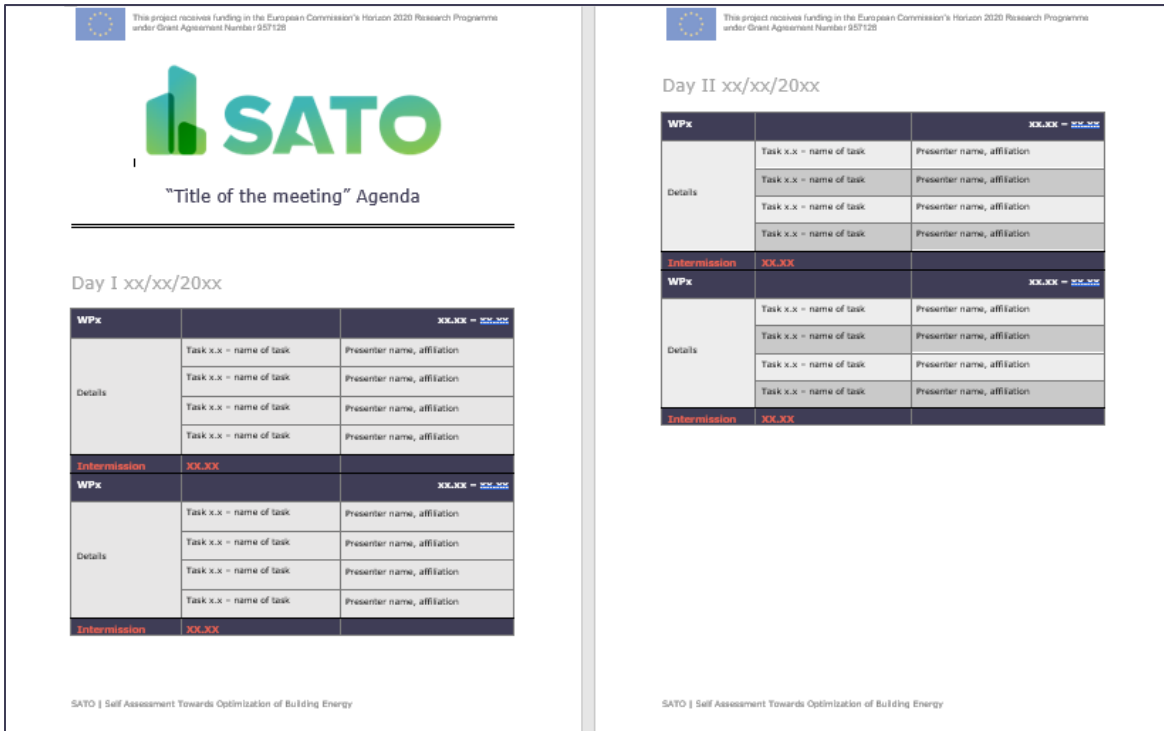 This project receives funding in the European Commission's Horizon 2020 Research Programme
under Grant Agreement Number 957128
SATO
"Title of the meeting" Agenda
Day I xx/xx/20xx
WPx xx.xx – xx.xx
Task x.x – name of task Presenter name, affiliation
Task x.x – name of task Presenter name, affiliation
Details
Task x.x – name of task Presenter name, affiliation
Task x.x – name of task Presenter name, affiliation
Intermission XX.XX
WPx xx.xx – xx.xx
Task x.x – name of task Presenter name, affiliation
Task x.x – name of task Presenter name, affiliation
Details
Task x.x – name of task Presenter name, affiliation
Task x.x – name of task Presenter name, affiliation
Intermission XX.XX
SATO | Self Assessment Towards Optimization of Building Energy
This project receives funding in the European Commission's Horizon 2020 Research Programme
under Grant Agreement Number 957128
Day II xx/xx/20xx
WPx xx.xx – xx.xx
Task x.x – name of task Presenter name, affiliation
Task x.x – name of task Presenter name, affiliation
Details
Task x.x – name of task Presenter name, affiliation
Task x.x – name of task Presenter name, affiliation
Intermission XX.XX
WPx xx.xx – xx.xx
Task x.x – name of task Presenter name, affiliation
Task x.x – name of task Presenter name, affiliation
Details
Task x.x – name of task Presenter name, affiliation
Task x.x – name of task Presenter name, affiliation
Intermission XX.XX
SATO | Self Assessment Towards Optimization of Building Energy